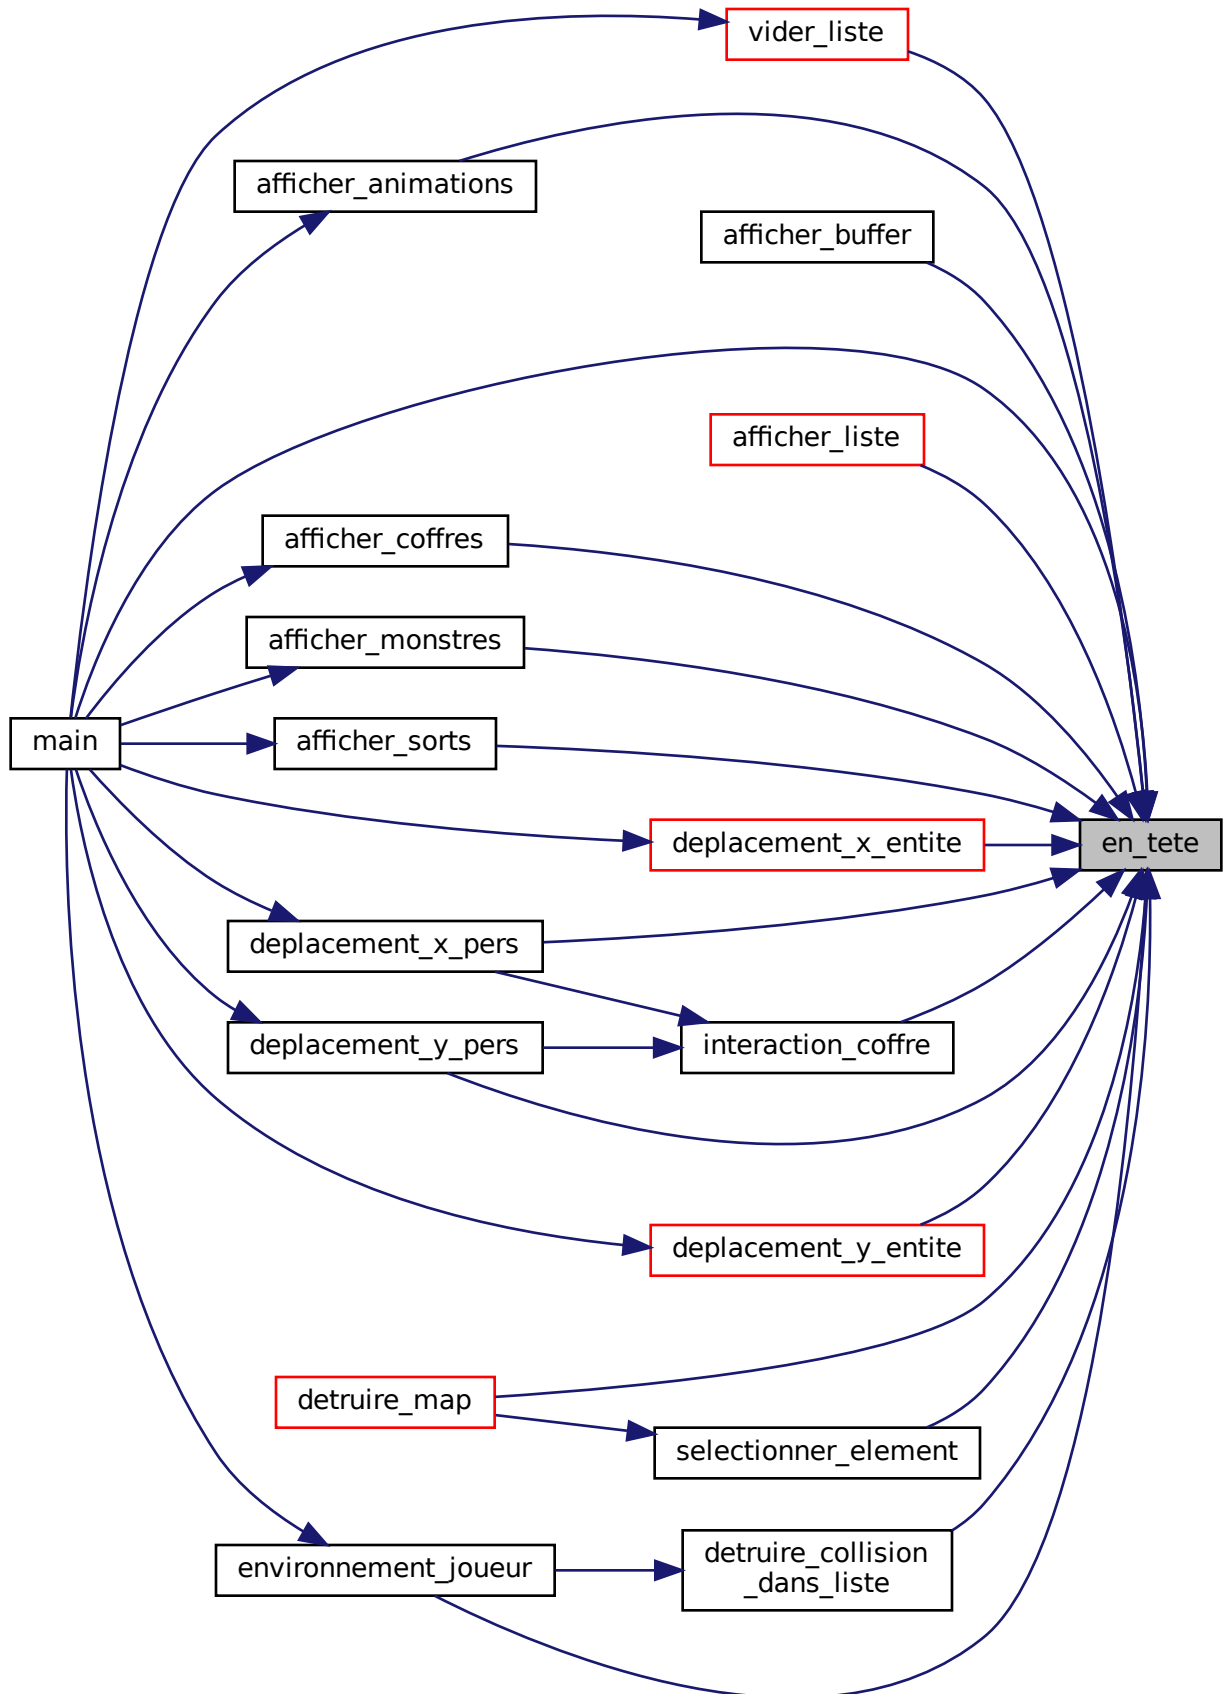 vider_liste
afficher_animations
afficher_buffer
afficher_liste
afficher_coffres
afficher_monstres
main
afficher_sorts
deplacement_x_entite
en_tete
deplacement_x_pers
deplacement_y_pers
interaction_coffre
deplacement_y_entite
detruire_map
selectionner_element
environnement_joueur
detruire_collision
_dans_liste